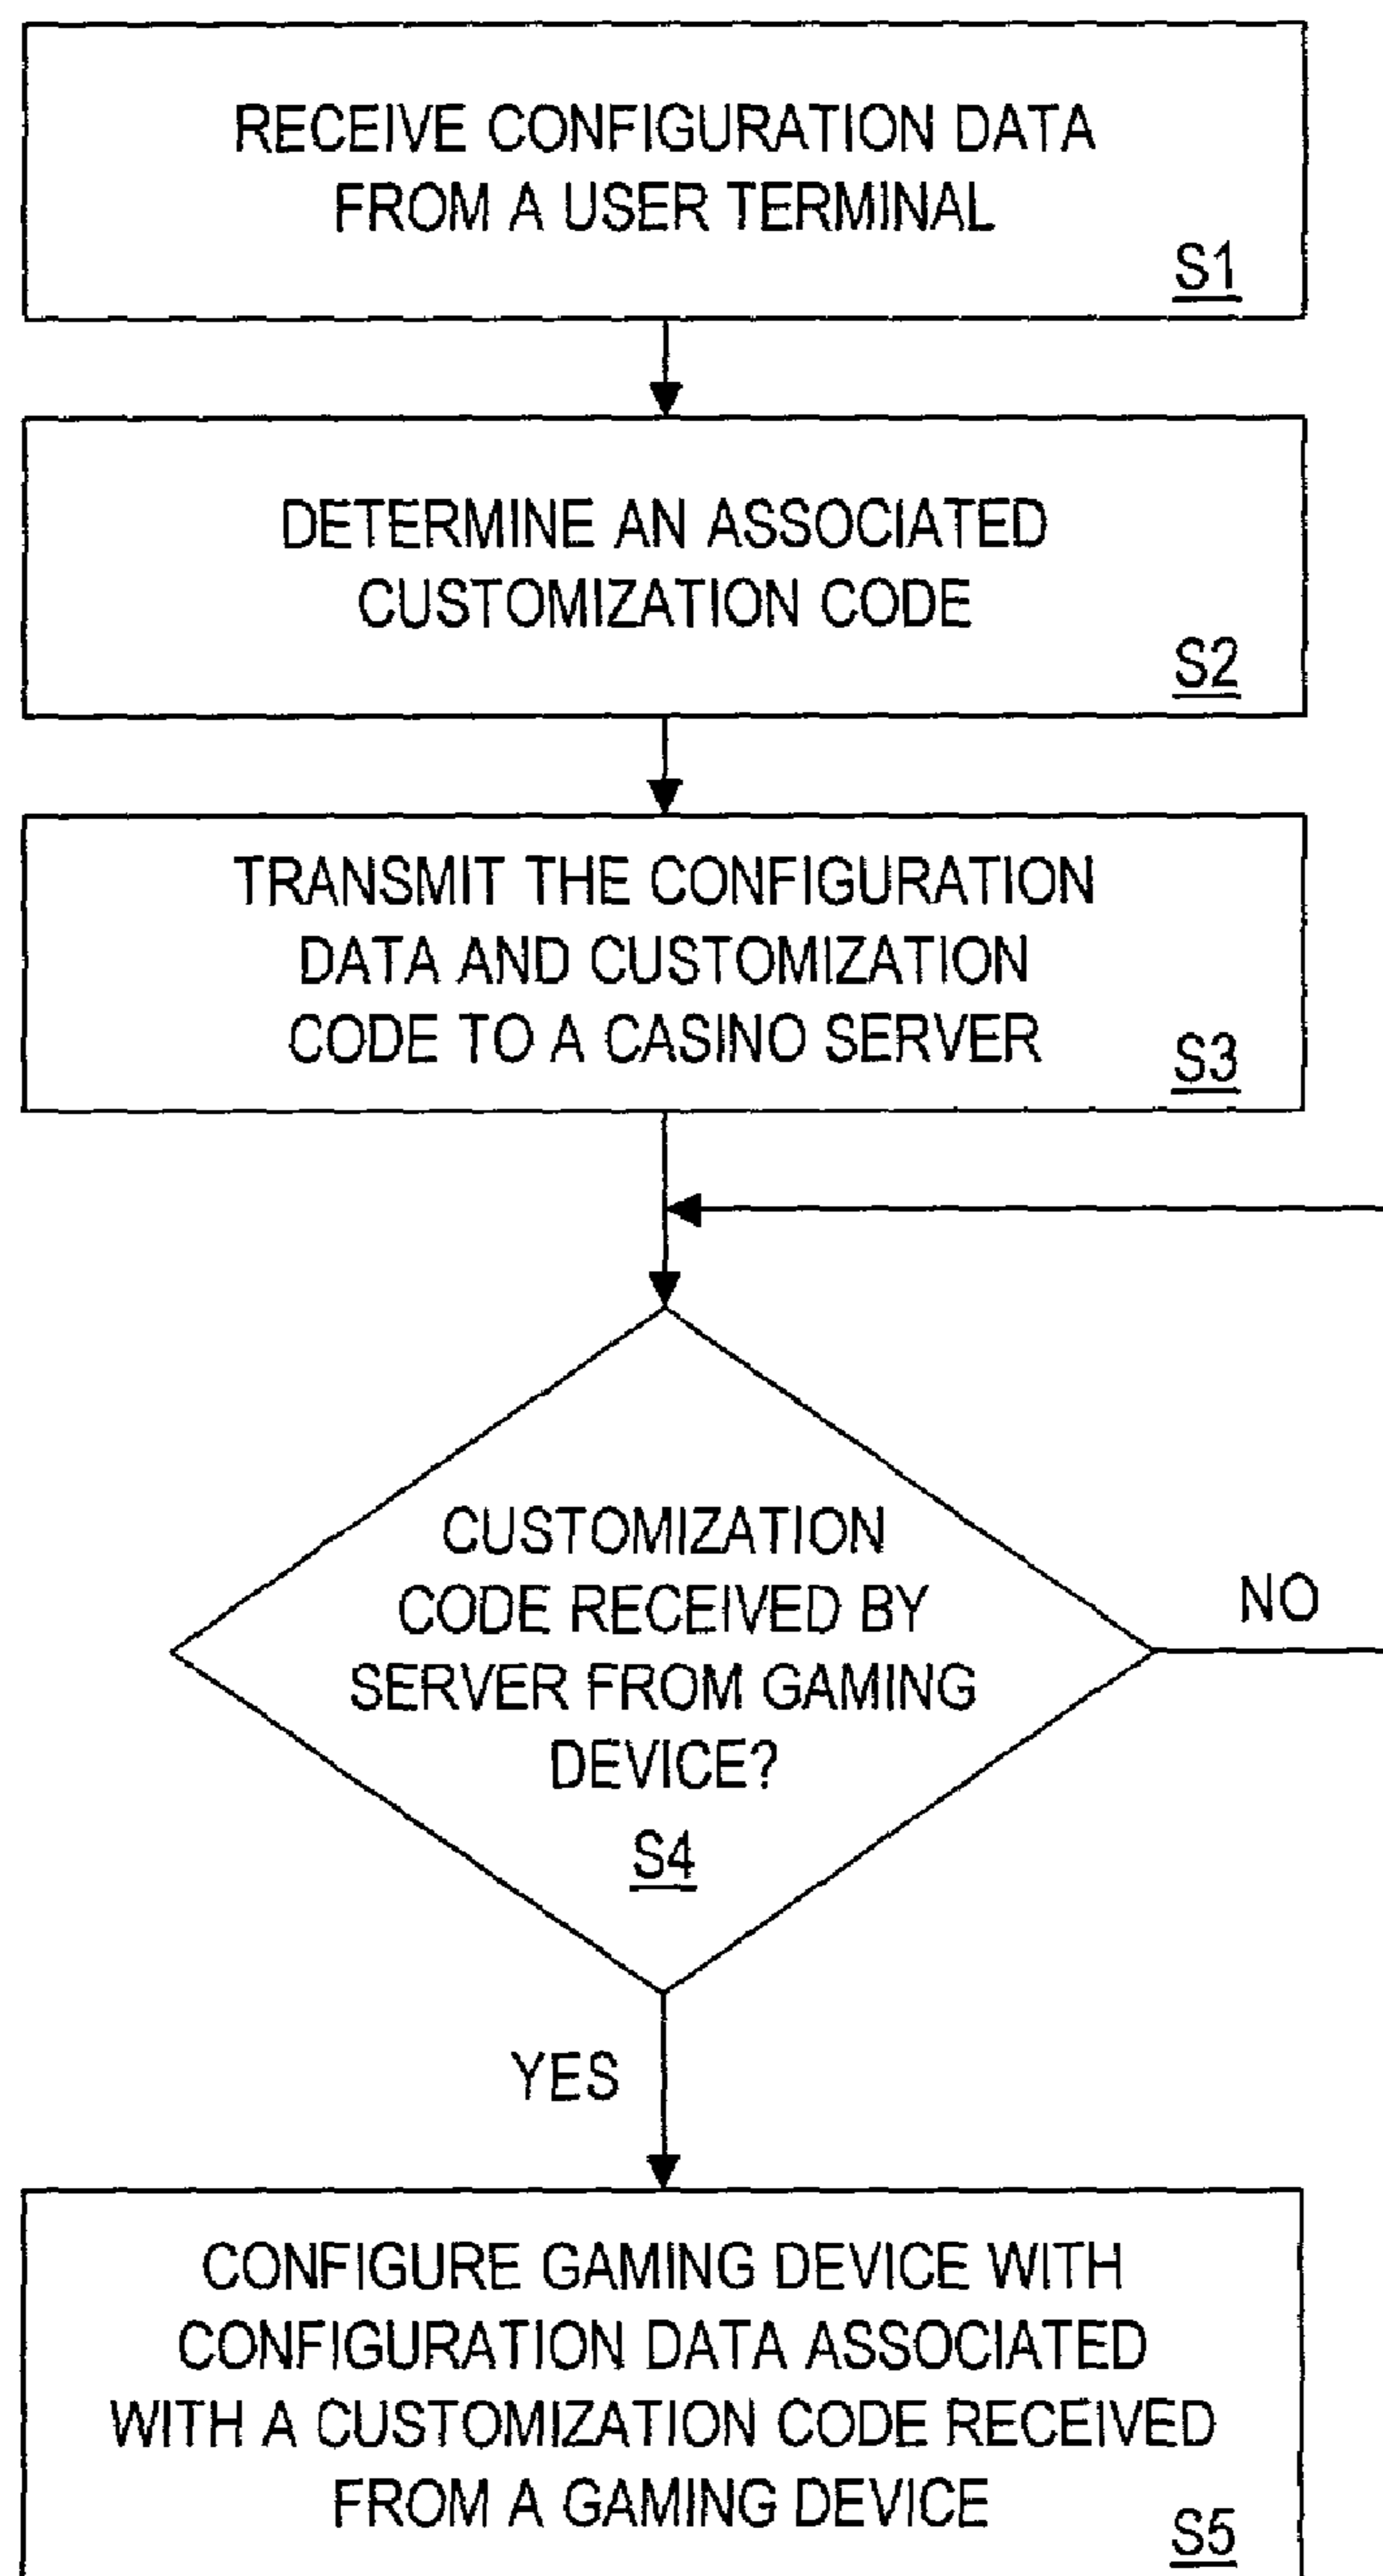 RECEIVE CONFIGURATION DATA
FROM A USER TERMINAL
S1
DETERMINE AN ASSOCIATED
CUSTOMIZATION CODE
S2
TRANSMIT THE CONFIGURATION
DATA AND CUSTOMIZATION
CODE TO A CASINO SERVER
S3
CUSTOMIZATION
CODE RECEIVED BY
SERVER FROM GAMING
DEVICE?
S4
NO
YES
CONFIGURE GAMING DEVICE WITH
CONFIGURATION DATA ASSOCIATED
WITH A CUSTOMIZATION CODE RECEIVED
FROM A GAMING DEVICE
S5